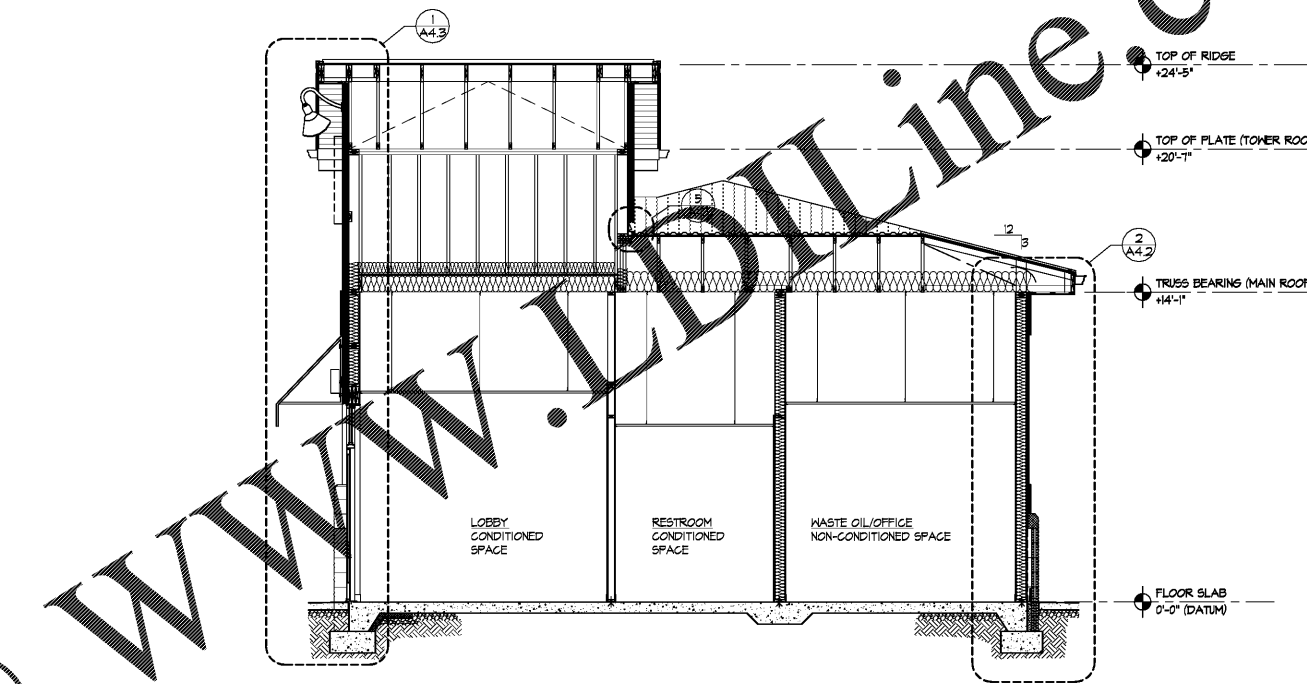 1
A4.3
TOP OF RIDGE
+24'-5"
TOP OF PLATE (TOWER ROO
+20'-7"
5
12
3
2
A4.2
TRUSS BEARING (MAIN ROOF
+14'-1"
LOBBY
CONDITIONED
SPACE
RESTROOM
CONDITIONED
SPACE
WASTE OIL/OFFICE
NON-CONDITIONED SPACE
FLOOR SLAB
0'-0" (DATUM)
www.LDILine.c